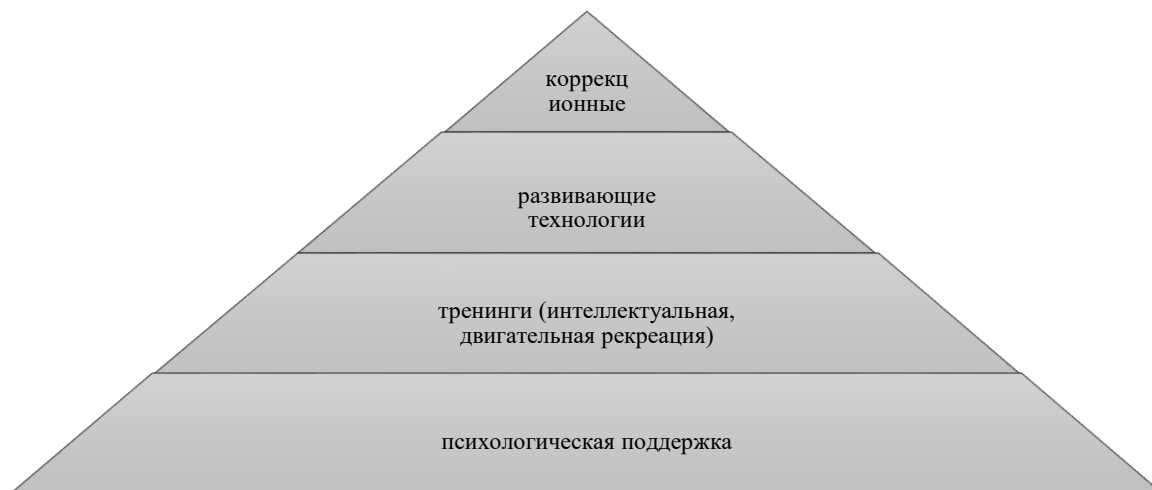 коррекц
ионные
развивающие
технологии
тренинги (интеллектуальная,
двигательная рекреация)
психологическая поддержка